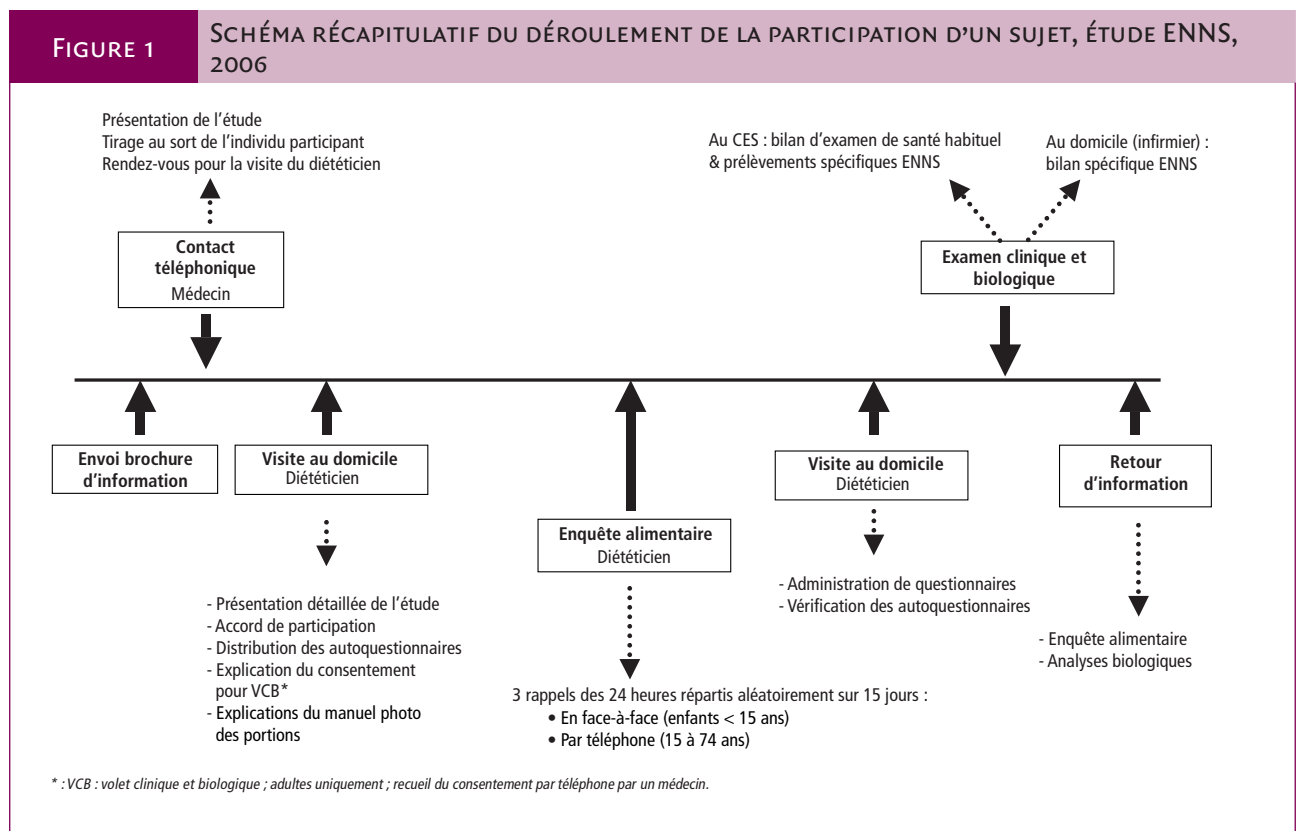 FIGURE 1
SCHÉMA RÉCAPITULATIF DU DÉROULEMENT DE LA PARTICIPATION D'UN SUJET, ÉTUDE ENNS,
2006
Présentation de l'étude
Tirage au sort de l'individu participant
Rendez-vous pour la visite du diététicien
Au CES : bilan d'examen de santé habituel
& prélèvements spécifiques ENNS
Au domicile (infirmier) :
bilan spécifique ENNS
Contact
téléphonique
Médecin
Examen clinique et
biologique
Envoi brochure
d'information
Visite au domicile
Diététicien
Enquête alimentaire
Diététicien
Visite au domicile
Diététicien
Retour
d'information
- Présentation détaillée de l'étude
- Accord de participation
- Distribution des autoquestionnaires
- Explication du consentement
pour VCB*
- Explications du manuel photo
des portions
3 rappels des 24 heures répartis aléatoirement sur 15 jours :
• En face-à-face (enfants < 15 ans)
• Par téléphone (15 à 74 ans)
- Administration de questionnaires
- Vérification des autoquestionnaires
- Enquête alimentaire
- Analyses biologiques
* : VCB : volet clinique et biologique ; adultes uniquement ; recueil du consentement par téléphone par un médecin.